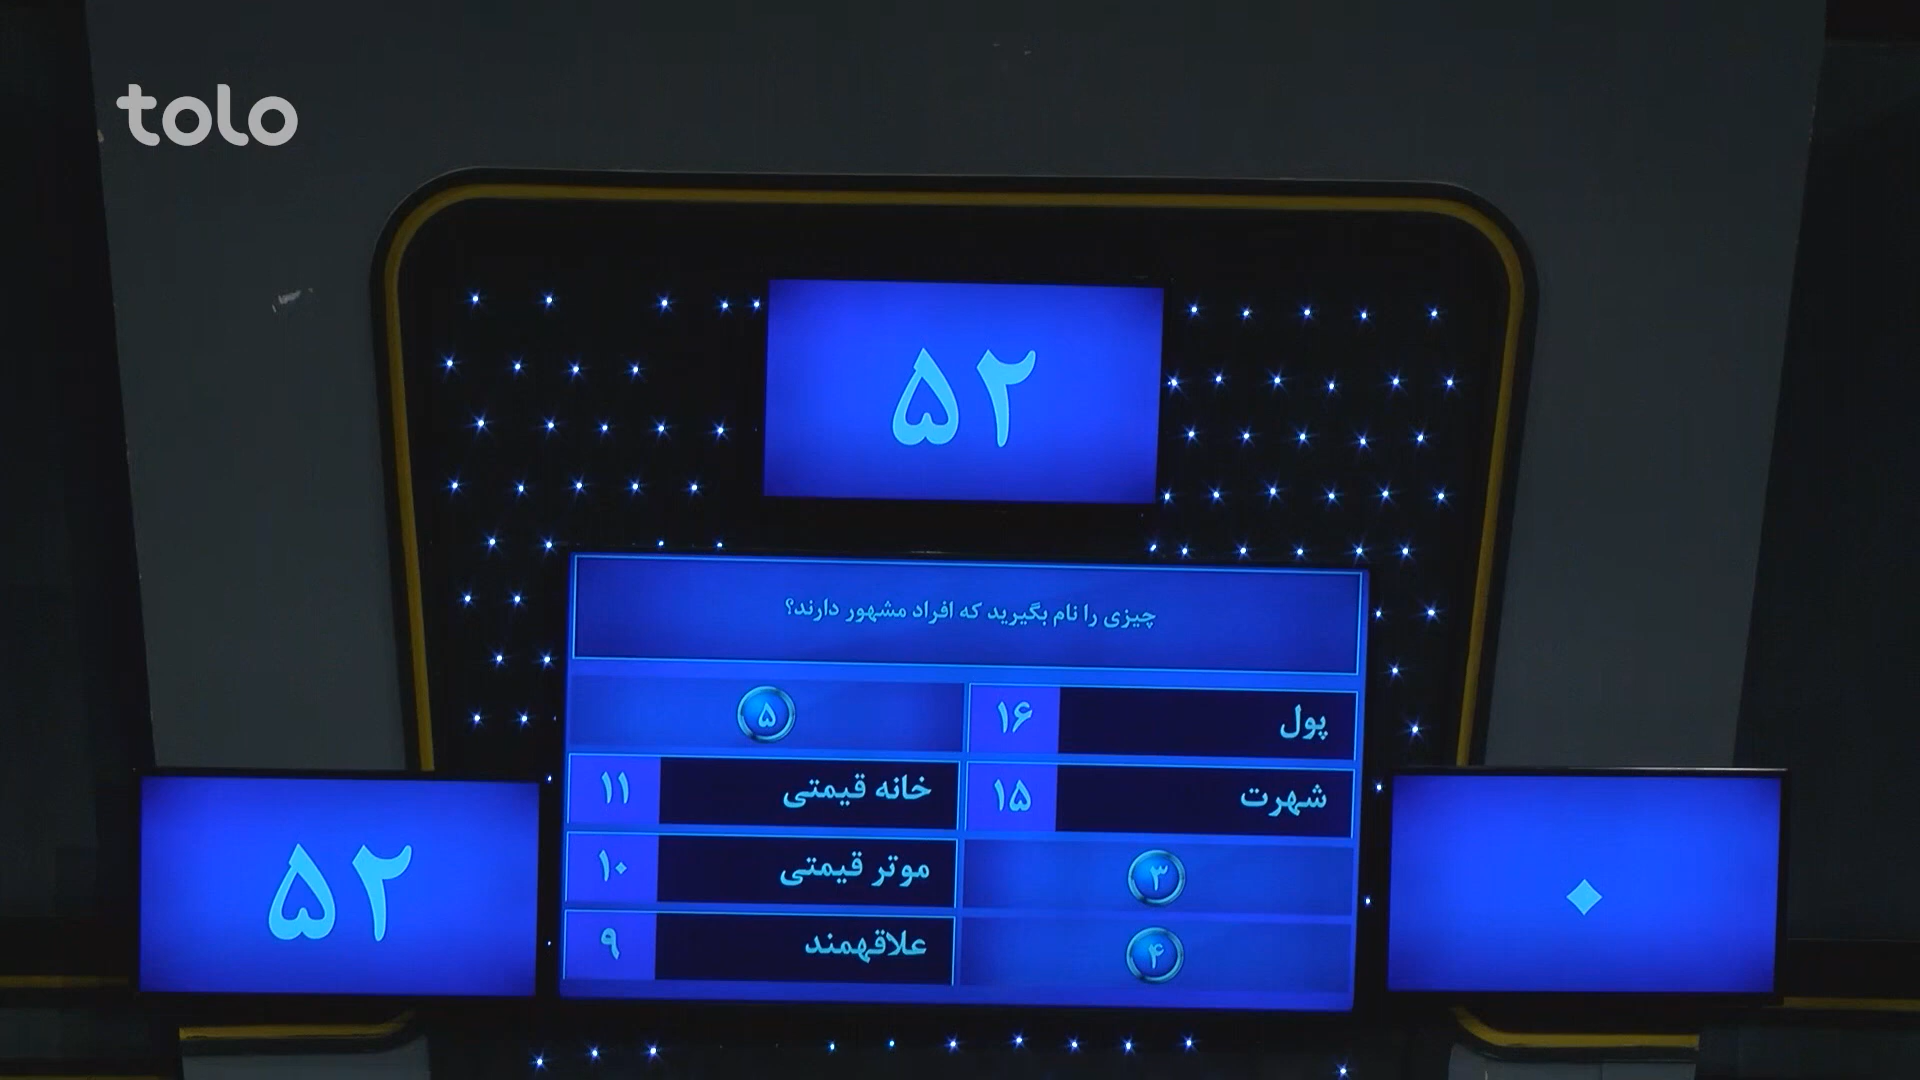 tolo
۵۲
چیزی را نام بگیرید که افراد مشهور دارند؟
پول ۱۶
شهرت ۱۵
۳
۴
۵
خانه قیمتی ۱۱
موتر قیمتی ۱۰
علاقهمند ۹
۵۲
۰